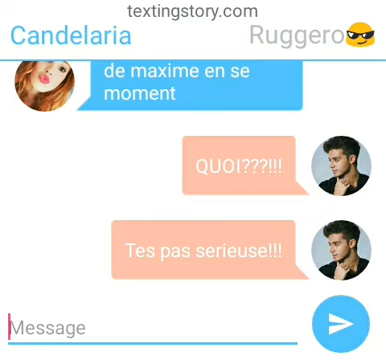 textingstory.com
Candelaria
Ruggero😎
de maxime en se
moment
QUOI???!!!
Tes pas serieuse!!!
Message